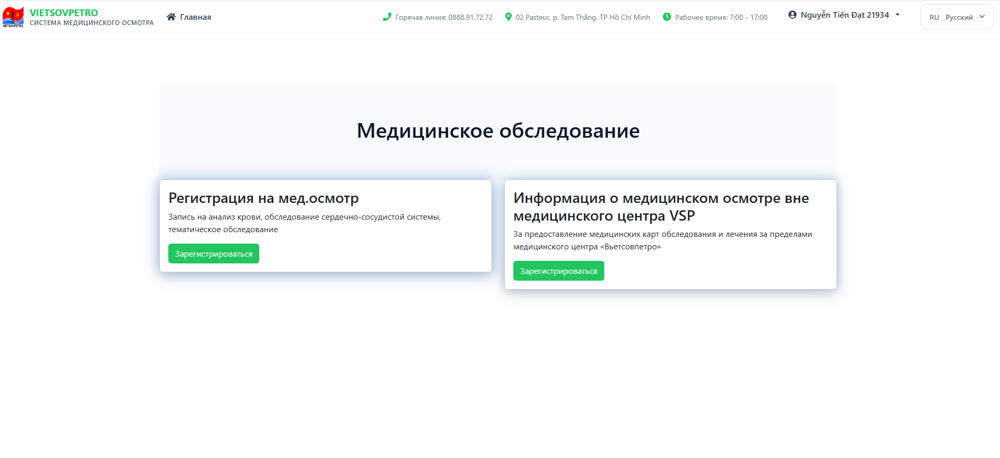 VIETSOVPETRO
СИСТЕМА МЕДИЦИНСКОГО ОСМОТРА
VIETSOVPETRO
Главная
Горячая линия: 0888.91.72.72
02 Pasteur, p. Tam Thắng, TP Hồ Chí Minh
Рабочее время: 7:00 - 17:00
Nguyễn Tiến Đạt 21934
RU Русский
Медицинское обследование
Регистрация на мед.осмотр
Запись на анализ крови, обследование сердечно-сосудистой системы,
тематическое обследование
Зарегистрироваться
Информация о медицинском осмотре вне
медицинского центра VSP
За предоставление медицинских карт обследования и лечения за пределами
медицинского центра «Вьетсовпетро»
Зарегистрироваться